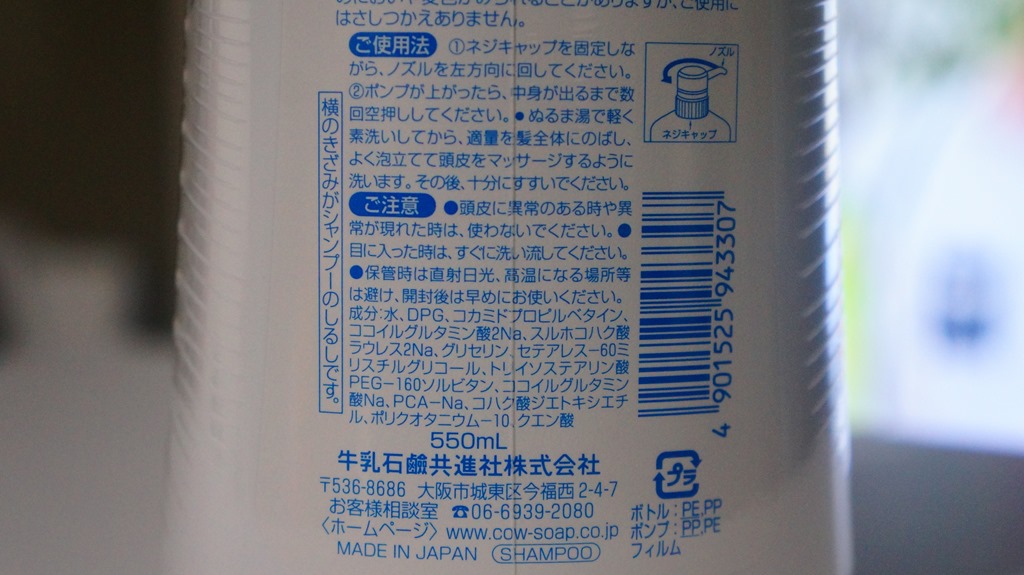 はさしつかえありません。
ご使用法 ①ネジキャップを固定しな
がら、ノズルを左方向に回してください。
②ポンプが上がったら、中身が出るまで数
回空押ししてください。●ぬるま湯で軽く
素洗いしてから、適量を髪全体にのばし、
よく泡立てて頭皮をマッサージするように
洗います。その後、十分にすすいでください。
ノズル
ネジキャップ
横のきざみがシャンプーのしるしです。
ご注意 ●頭皮に異常のある時や異
常が現れた時は、使わないでください。●
目に入った時は、すぐに洗い流してください。
●保管時は直射日光、高温になる場所等
は避け、開封後は早めにお使いください。
成分：水、DPG、コカミドプロピルベタイン、
ココイルグルタミン酸2Na、スルホコハク酸
ラウレス2Na、グリセリン、セテアレス-60ミ
リスチルグリコール、トリイソステアリン酸
PEG-160ソルビタン、ココイルグルタミン
酸Na、PCA-Na、コハク酸ジエトキシエチ
ル、ポリクオタニウム-10、クエン酸
4 901525 943307
550mL
牛乳石鹼共進社株式会社
〒536-8686 大阪市城東区今福西2-4-7
お客様相談室 ☎06-6939-2080
〈ホームページ〉www.cow-soap.co.jp
MADE IN JAPAN SHAMPOO
プラ
ボトル：PE,PP
ポンプ：PP,PE
フィルム